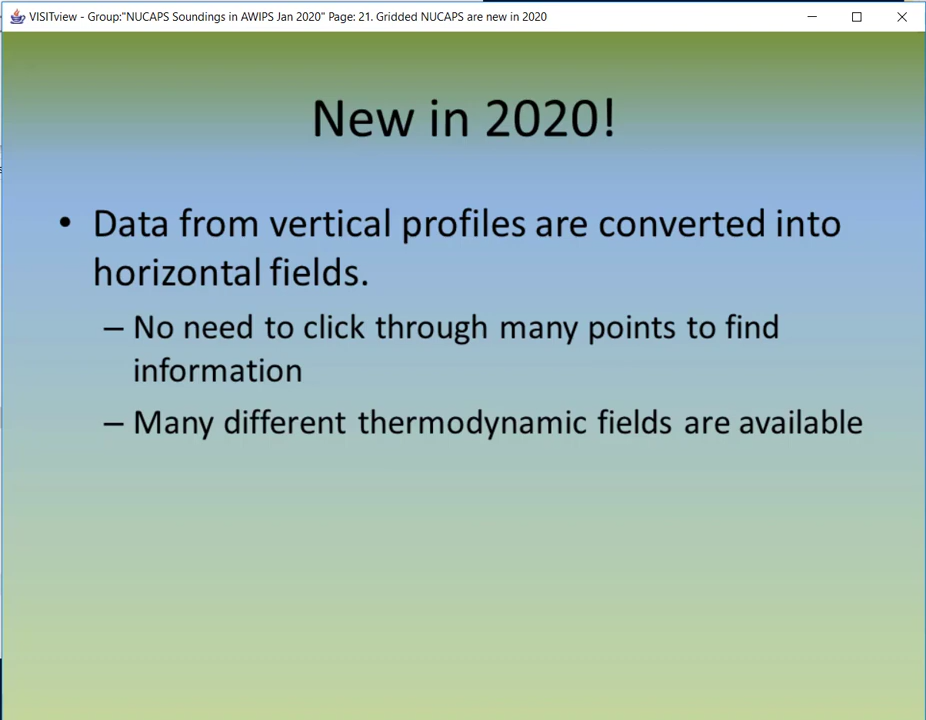 VISITview - Group:"NUCAPS Soundings in AWIPS Jan 2020" Page: 21. Gridded NUCAPS are new in 2020
New in 2020!
• Data from vertical profiles are converted into
horizontal fields.
– No need to click through many points to find
information
– Many different thermodynamic fields are available